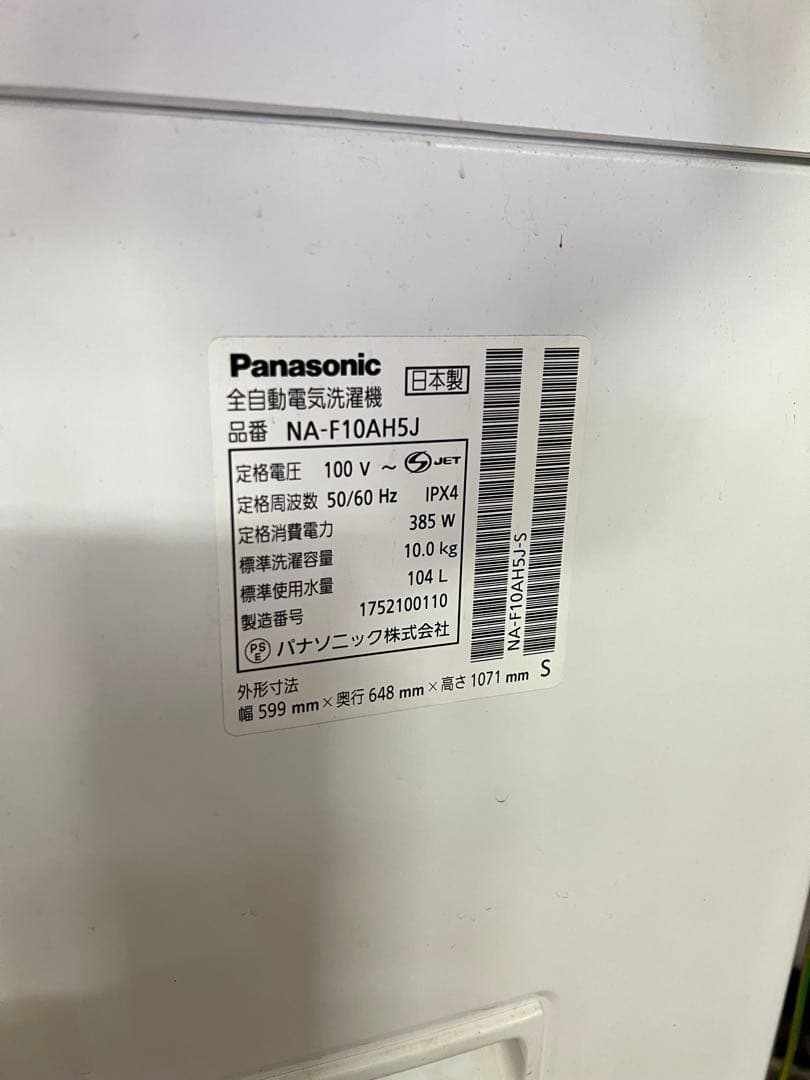 Panasonic
日本製
全自動電気洗濯機
品番 NA-F10AH5J
定格電圧 100 V ~ S JET
定格周波数 50/60 Hz IPX4
定格消費電力 385 W
標準洗濯容量 10.0 kg
標準使用水量 104 L
製造番号 1752100110
PSE パナソニック株式会社
外形寸法
幅 599 mm×奥行 648 mm×高さ 1071 mm S
NA-F10AH5J-S